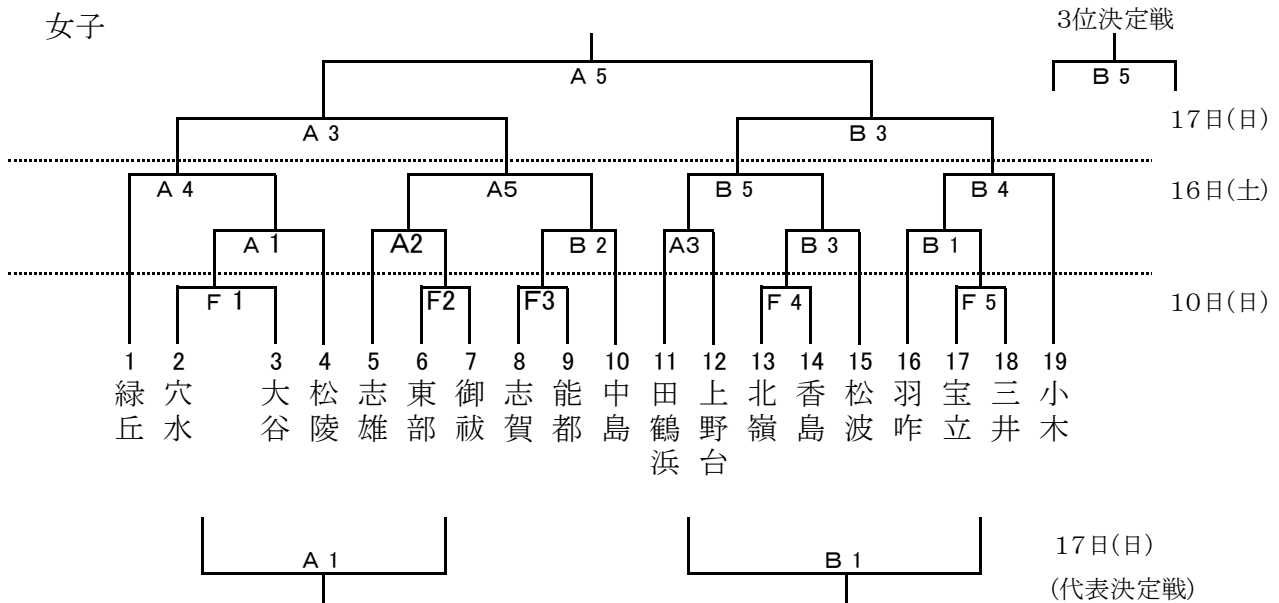 女子
3位決定戦
A 5
B 5
A 3
B 3
17日(日)
A 4
A5
B 5
B 4
16日(土)
A 1
A2
B 2
A3
B 3
B 1
F 1
F2
F3
F 4
F 5
10日(日)
1 2 3 4 5 6 7 8 9 10 11 12 13 14 15 16 17 18 19
緑丘
穴水
大谷
松陵
志雄
東部
御祓
志賀
能都
中島
田鶴浜
上野台
北嶺
香島
松波
羽咋
宝立
三井
小木
A 1
B 1
17日(日)
(代表決定戦)